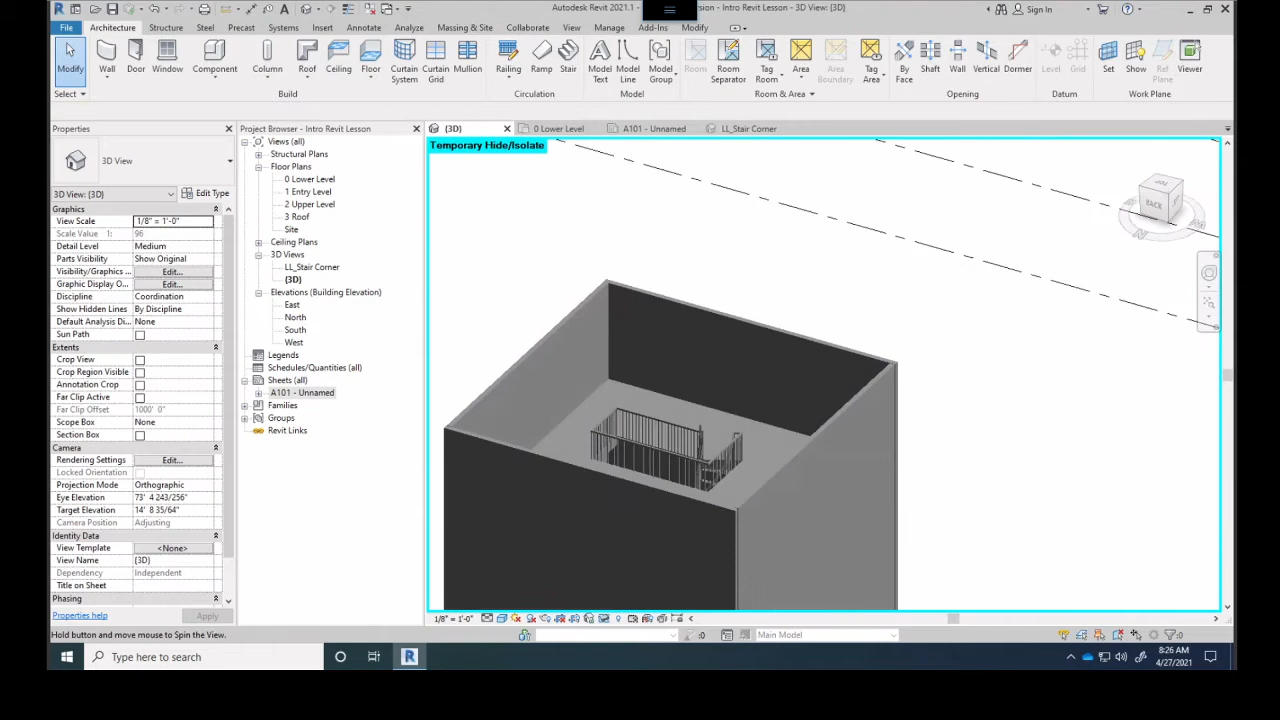 Autodesk Revit 2021.1 -
rsion - Intro Revit Lesson - 3D View: {3D}
Sign In
File Architecture Structure Steel Precast Systems Insert Annotate Analyze Massing & Site Collaborate View Manage Add-Ins Modify
Modify Wall Door Window Component Column Roof Ceiling Floor Curtain System Curtain Grid Mullion Railing Ramp Stair Model Text Model Line Model Group Room Room Separator Tag Room Area Area Boundary Tag Area By Face Shaft Wall Vertical Dormer Level Grid Set Show Ref Plane Viewer
Select Build Circulation Model Room & Area Opening Datum Work Plane
Properties
3D View
3D View: {3D}
Edit Type
Graphics
View Scale 1/8" = 1'-0"
Scale Value 1: 96
Detail Level Medium
Parts Visibility Show Original
Visibility/Graphics ... Edit...
Graphic Display O... Edit...
Discipline Coordination
Show Hidden Lines By Discipline
Default Analysis Di... None
Sun Path
Extents
Crop View
Crop Region Visible
Annotation Crop
Far Clip Active
Far Clip Offset 1000' 0"
Scope Box None
Section Box
Camera
Rendering Settings Edit...
Locked Orientation
Projection Mode Orthographic
Eye Elevation 73' 4 243/256"
Target Elevation 14' 8 35/64"
Camera Position Adjusting
Identity Data
View Template <None>
View Name {3D}
Dependency Independent
Title on Sheet
Phasing
Properties help
Apply
Project Browser - Intro Revit Lesson
Views (all)
Structural Plans
Floor Plans
0 Lower Level
1 Entry Level
2 Upper Level
3 Roof
Site
Ceiling Plans
3D Views
LL_Stair Corner
{3D}
Elevations (Building Elevation)
East
North
South
West
Legends
Schedules/Quantities (all)
Sheets (all)
A101 - Unnamed
Families
Groups
Revit Links
{3D}
0 Lower Level
A101 - Unnamed
LL_Stair Corner
Temporary Hide/Isolate
BACK
1/8" = 1'-0"
Hold button and move mouse to Spin the View.
:0
Main Model
:0
Type here to search
8:26 AM
4/27/2021